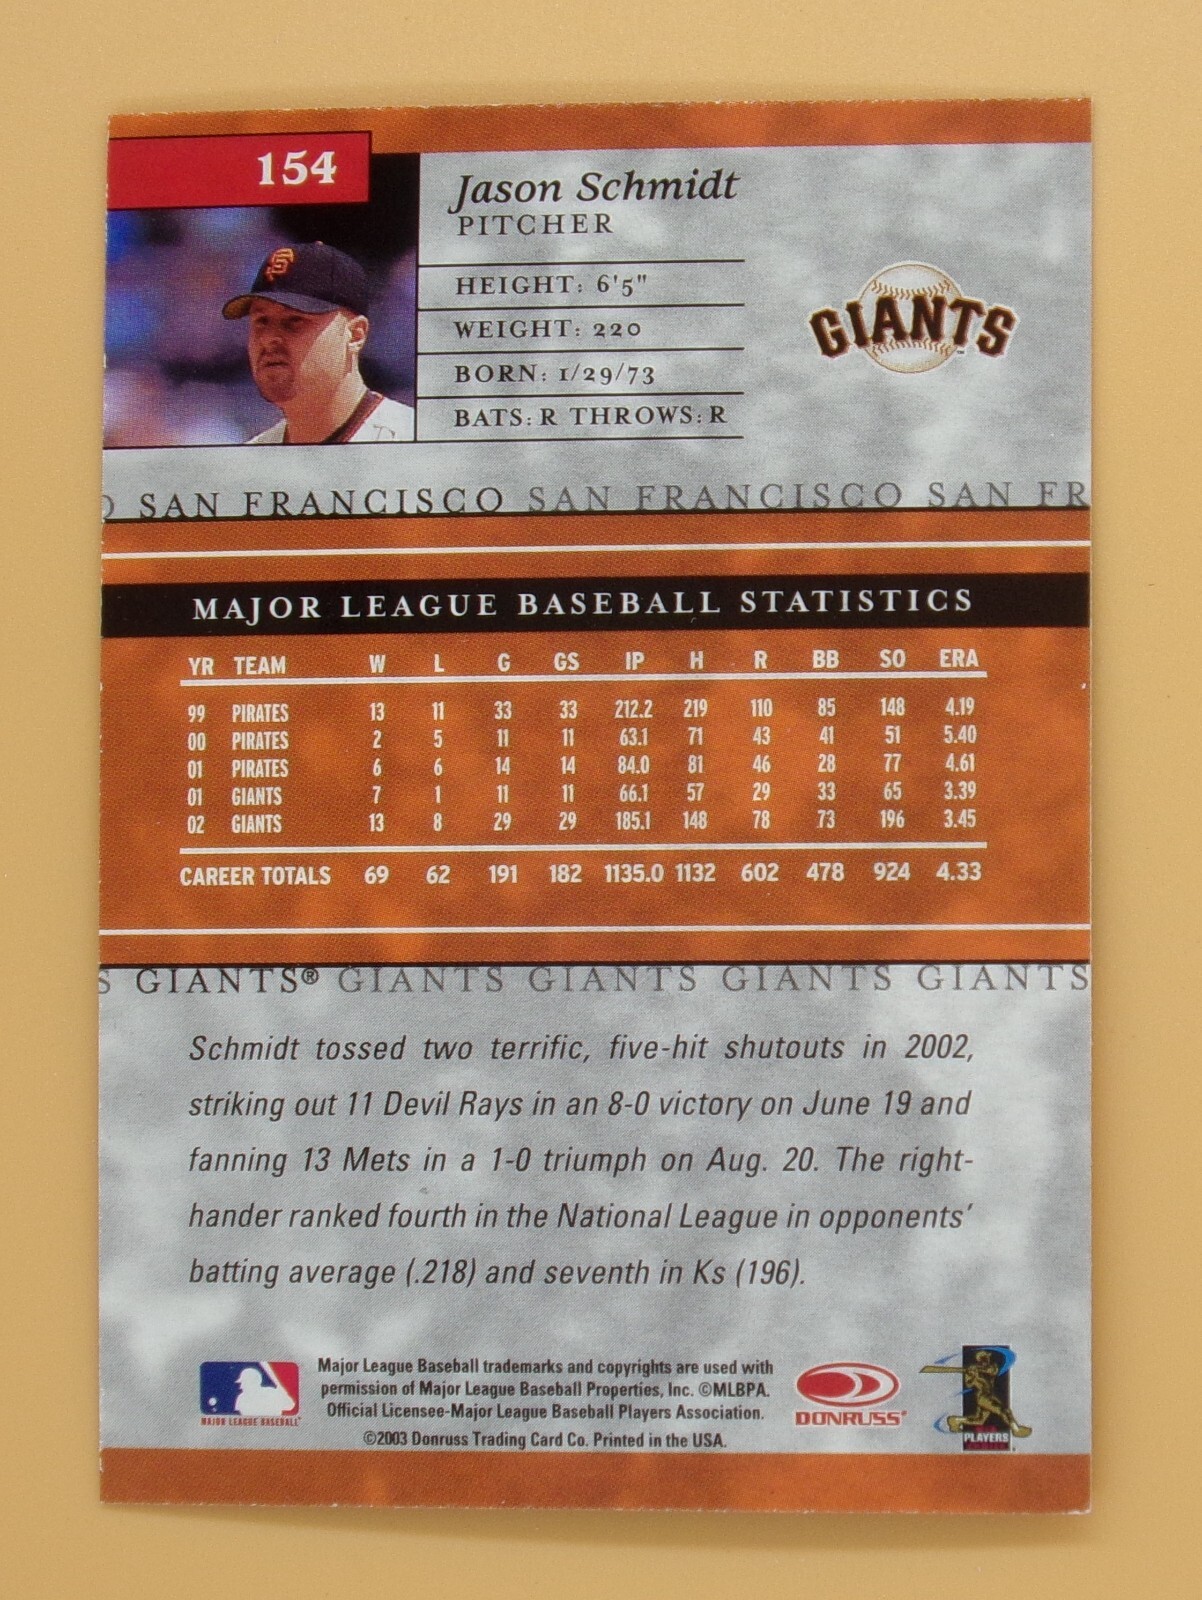 154
Jason Schmidt
PITCHER
HEIGHT: 6'5"
WEIGHT: 220
BORN: 1/29/73
BATS: R THROWS: R
GIANTS
SAN FRANCISCO SAN FRANCISCO SAN FR
MAJOR LEAGUE BASEBALL STATISTICS
YR TEAM W L G GS IP H R BB SO ERA
99 PIRATES 13 11 33 33 212.2 219 110 85 148 4.19
00 PIRATES 2 5 11 11 63.1 71 43 41 51 5.40
01 PIRATES 6 6 14 14 84.0 81 46 28 77 4.61
01 GIANTS 7 1 11 11 66.1 57 29 33 65 3.39
02 GIANTS 13 8 29 29 185.1 148 78 73 196 3.45
CAREER TOTALS 69 62 191 182 1135.0 1132 602 478 924 4.33
S GIANTS® GIANTS GIANTS GIANTS GIANTS
Schmidt tossed two terrific, five-hit shutouts in 2002,
striking out 11 Devil Rays in an 8-0 victory on June 19 and
fanning 13 Mets in a 1-0 triumph on Aug. 20. The right-
hander ranked fourth in the National League in opponents'
batting average (.218) and seventh in Ks (196).
Major League Baseball trademarks and copyrights are used with
permission of Major League Baseball Properties, Inc. ©MLBPA.
Official Licensee-Major League Baseball Players Association.
©2003 Donruss Trading Card Co. Printed in the USA.
MAJOR LEAGUE BASEBALL
DONRUSS
PLAYERS